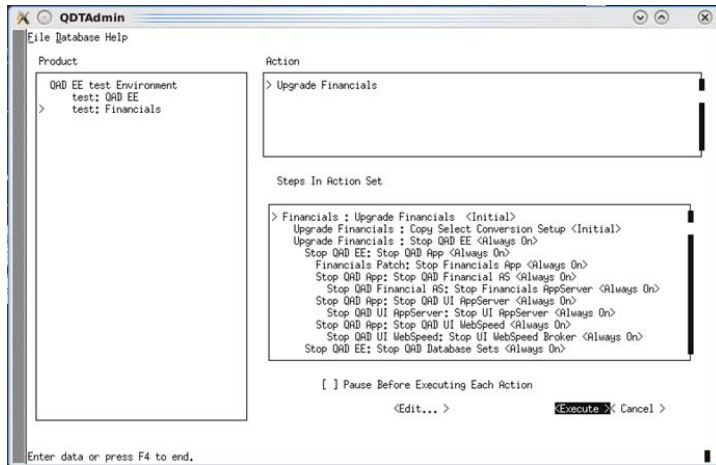 QDTAdmin
File Database Help
Product
QAD EE test Environment
test: QAD EE
> test: Financials
Action
> Upgrade Financials
Steps In Action Set
> Financials : Upgrade Financials <Initial>
Upgrade Financials : Copy Select Conversion Setup <Initial>
Upgrade Financials : Stop QAD EE <Always On>
Stop QAD EE: Stop QAD App <Always On>
Financials Patch: Stop Financials App <Always On>
Stop QAD App: Stop QAD Financial AS <Always On>
Stop QAD Financial AS: Stop Financials AppServer <Always On>
Stop QAD App: Stop QAD UI AppServer <Always On>
Stop QAD UI AppServer: Stop UI AppServer <Always On>
Stop QAD App: Stop QAD UI WebSpeed <Always On>
Stop QAD UI WebSpeed: Stop UI WebSpeed Broker <Always On>
Stop QAD EE: Stop QAD Database Sets <Always On>
[ ] Pause Before Executing Each Action
<Edit... > <Execute >< Cancel >
Enter data or press F4 to end.